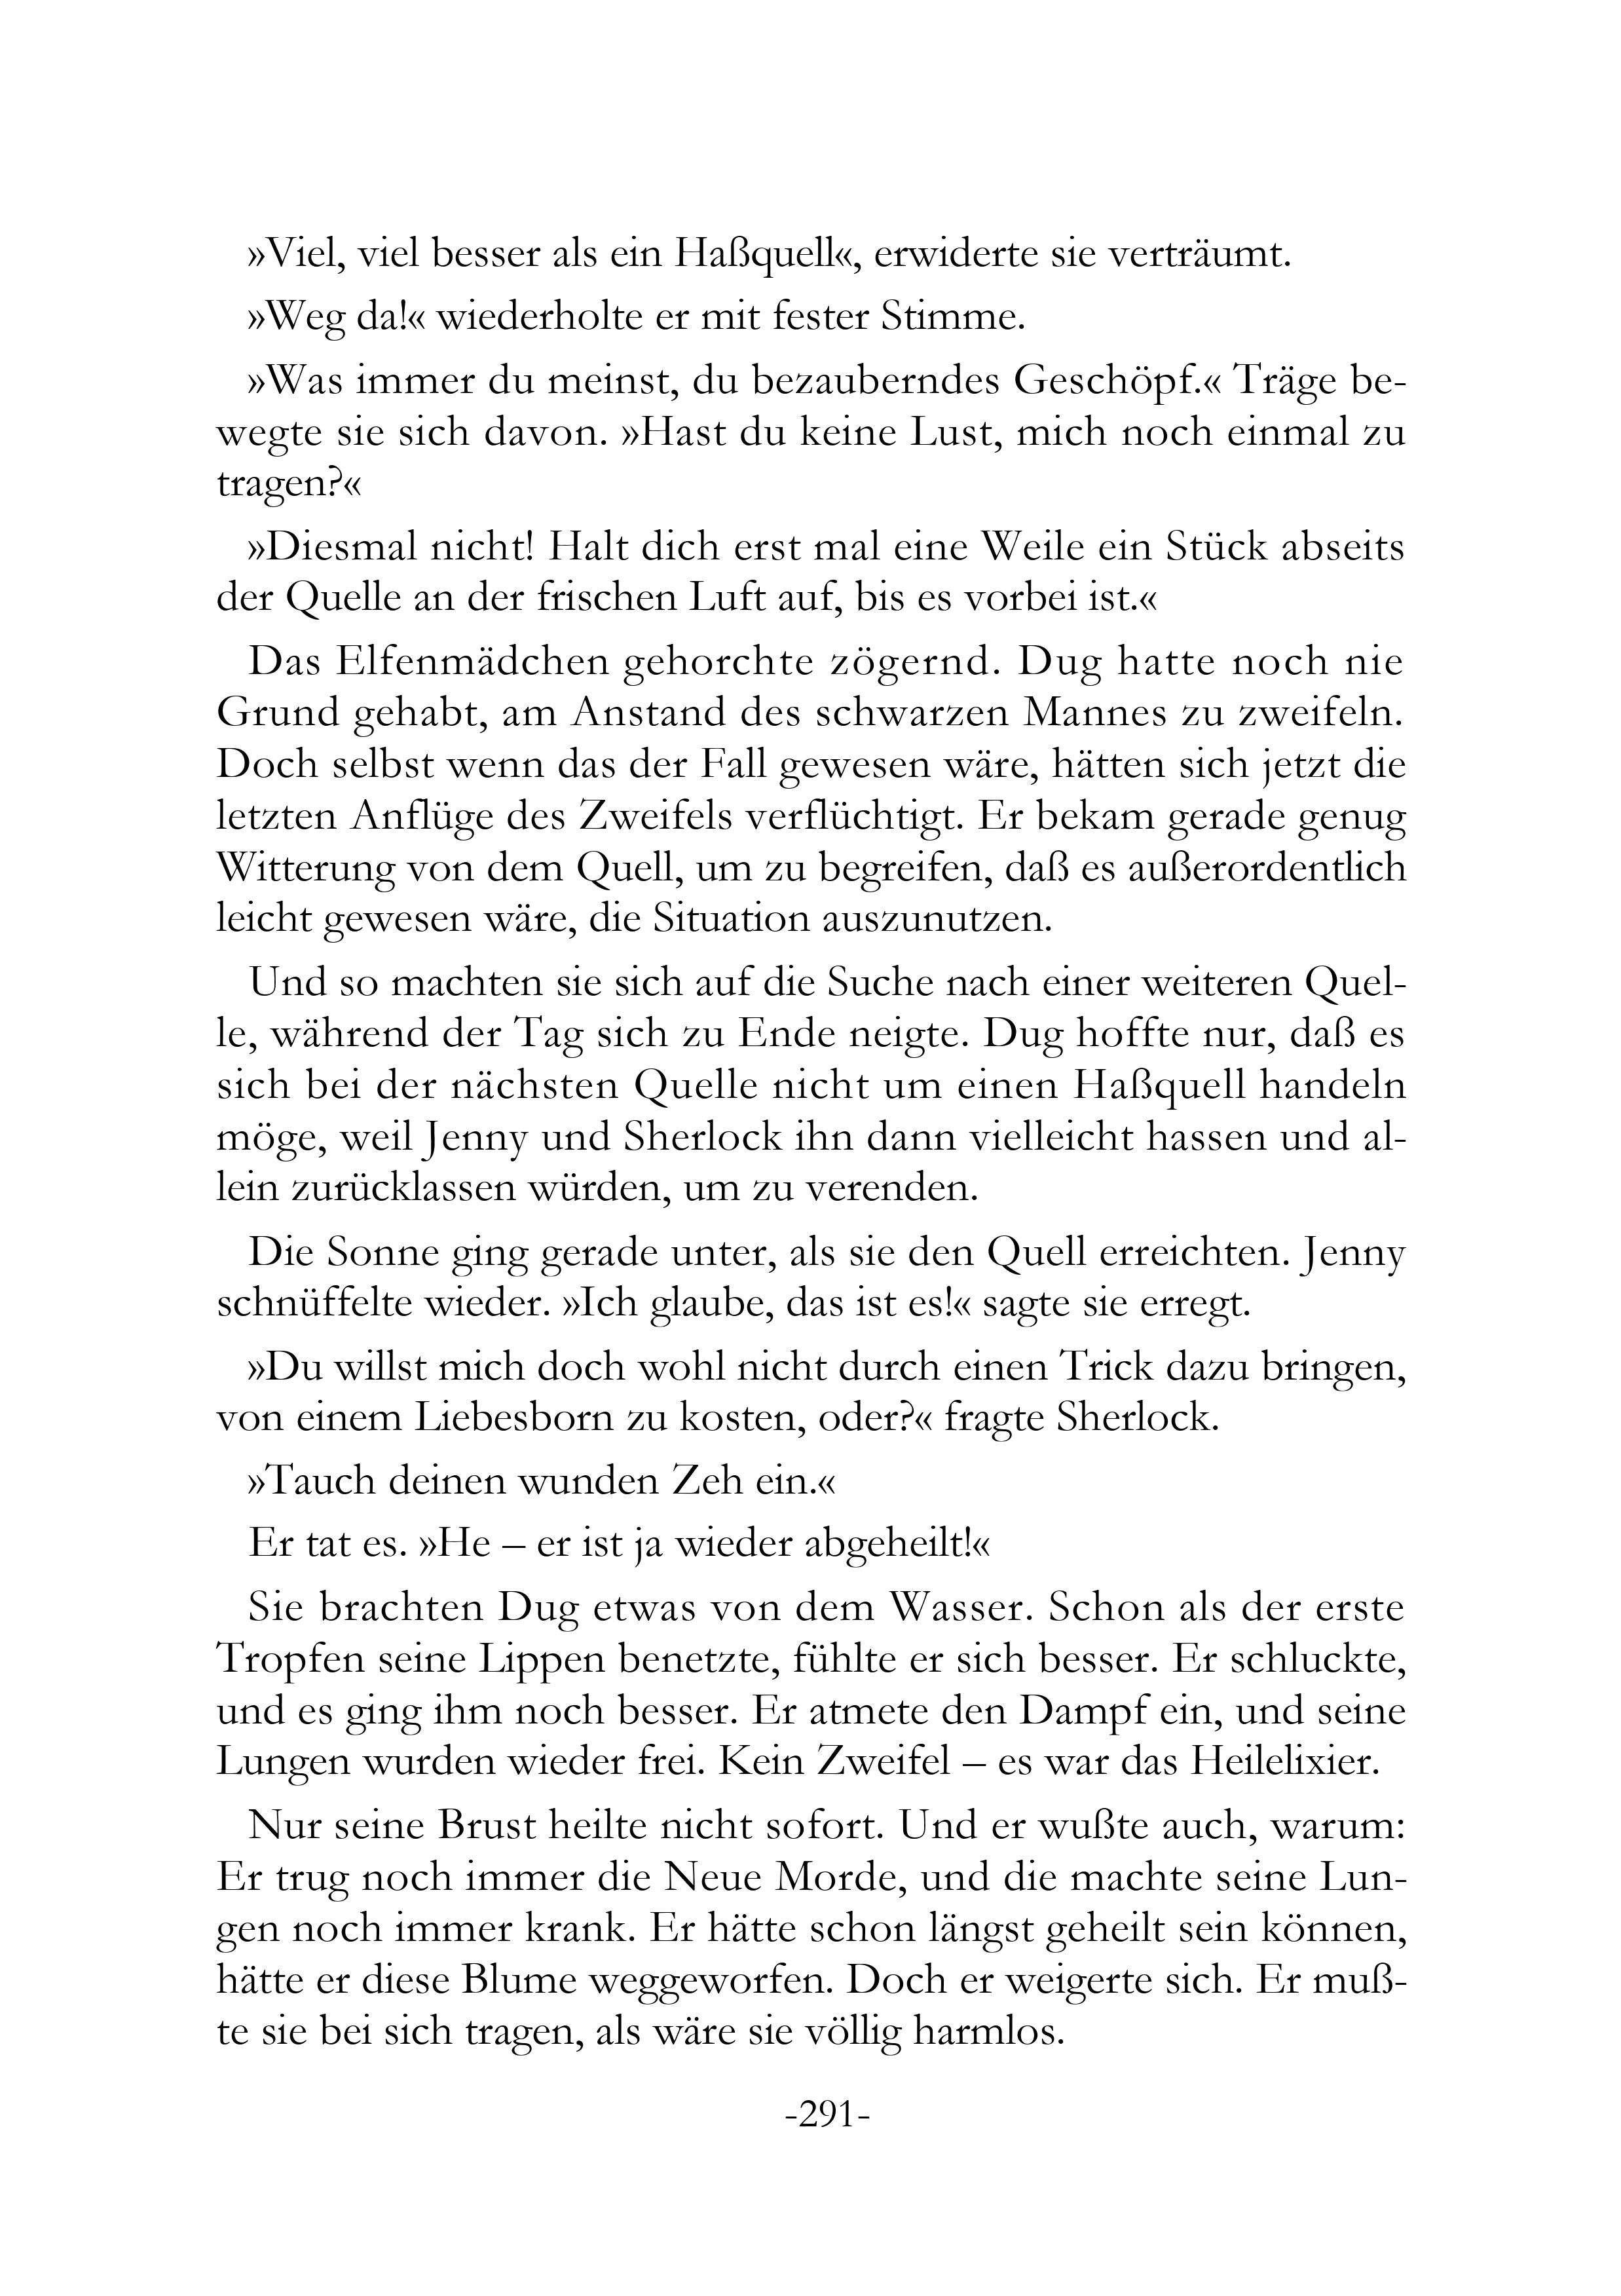 »Viel, viel besser als ein Haßquell«, erwiderte sie verträumt.
»Weg da!« wiederholte er mit fester Stimme.
»Was immer du meinst, du bezauberndes Geschöpf.« Träge be-
wegte sie sich davon. »Hast du keine Lust, mich noch einmal zu
tragen?«
»Diesmal nicht! Halt dich erst mal eine Weile ein Stück abseits
der Quelle an der frischen Luft auf, bis es vorbei ist.«
Das Elfenmädchen gehorchte zögernd. Dug hatte noch nie
Grund gehabt, am Anstand des schwarzen Mannes zu zweifeln.
Doch selbst wenn das der Fall gewesen wäre, hätten sich jetzt die
letzten Anflüge des Zweifels verflüchtigt. Er bekam gerade genug
Witterung von dem Quell, um zu begreifen, daß es außerordentlich
leicht gewesen wäre, die Situation auszunutzen.
Und so machten sie sich auf die Suche nach einer weiteren Quel-
le, während der Tag sich zu Ende neigte. Dug hoffte nur, daß es
sich bei der nächsten Quelle nicht um einen Haßquell handeln
möge, weil Jenny und Sherlock ihn dann vielleicht hassen und al-
lein zurücklassen würden, um zu verenden.
Die Sonne ging gerade unter, als sie den Quell erreichten. Jenny
schnüffelte wieder. »Ich glaube, das ist es!« sagte sie erregt.
»Du willst mich doch wohl nicht durch einen Trick dazu bringen,
von einem Liebesborn zu kosten, oder?« fragte Sherlock.
»Tauch deinen wunden Zeh ein.«
Er tat es. »He – er ist ja wieder abgeheilt!«
Sie brachten Dug etwas von dem Wasser. Schon als der erste
Tropfen seine Lippen benetzte, fühlte er sich besser. Er schluckte,
und es ging ihm noch besser. Er atmete den Dampf ein, und seine
Lungen wurden wieder frei. Kein Zweifel – es war das Heilelixier.
Nur seine Brust heilte nicht sofort. Und er wußte auch, warum:
Er trug noch immer die Neue Morde, und die machte seine Lun-
gen noch immer krank. Er hätte schon längst geheilt sein können,
hätte er diese Blume weggeworfen. Doch er weigerte sich. Er muß-
te sie bei sich tragen, als wäre sie völlig harmlos.
-291-